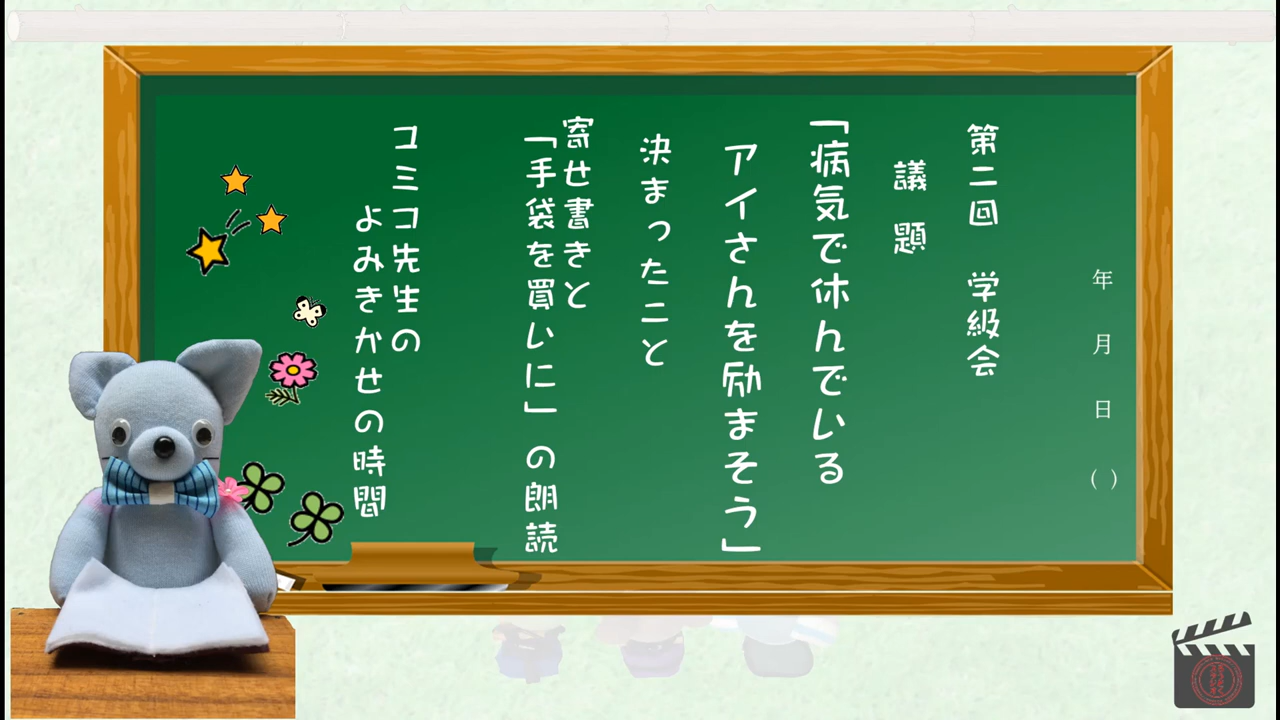 年 月 日 ( )
第二回 学級会
議題
「病気で休んでいる
アイさんを励まそう」
決まったこと
寄せ書きと
「手袋を買いに」の朗読
コミコ先生の
よみきかせの時間